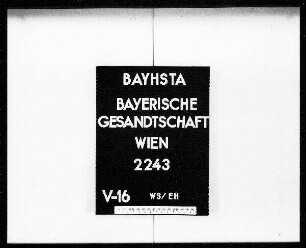 BAYHSTA
BAYERISCHE
GESANDTSCHAFT
WIEN
2243
V-16 WS/EH